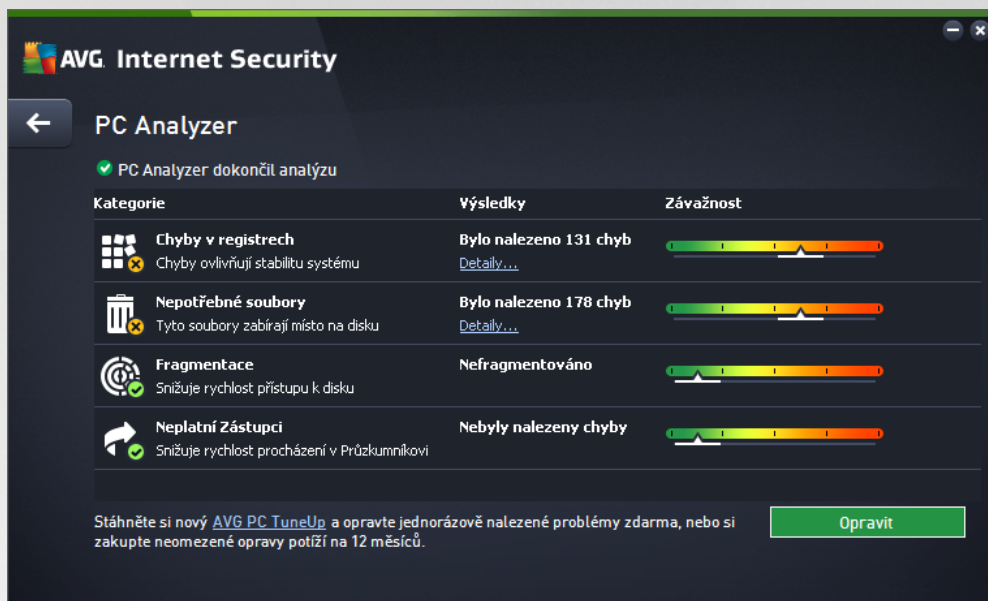 AVG. Internet Security
PC Analyzer
PC Analyzer dokončil analýzu
Kategorie Výsledky Závažnost
Chyby v registrech Bylo nalezeno 131 chyb
Chyby ovlivňují stabilitu systému Detaily...
Nepotřebné soubory Bylo nalezeno 178 chyb
Tyto soubory zabírají místo na disku Detaily...
Fragmentace Nefragmentováno
Snižuje rychlost přístupu k disku
Neplatní Zástupci Nebyly nalezeny chyby
Snižuje rychlost procházení v Průzkumníkovi
Stáhněte si nový AVG PC TuneUp a opravte jednorázově nalezené problémy zdarma, nebo si
zakupte neomezené opravy potíží na 12 měsíců.
Opravit